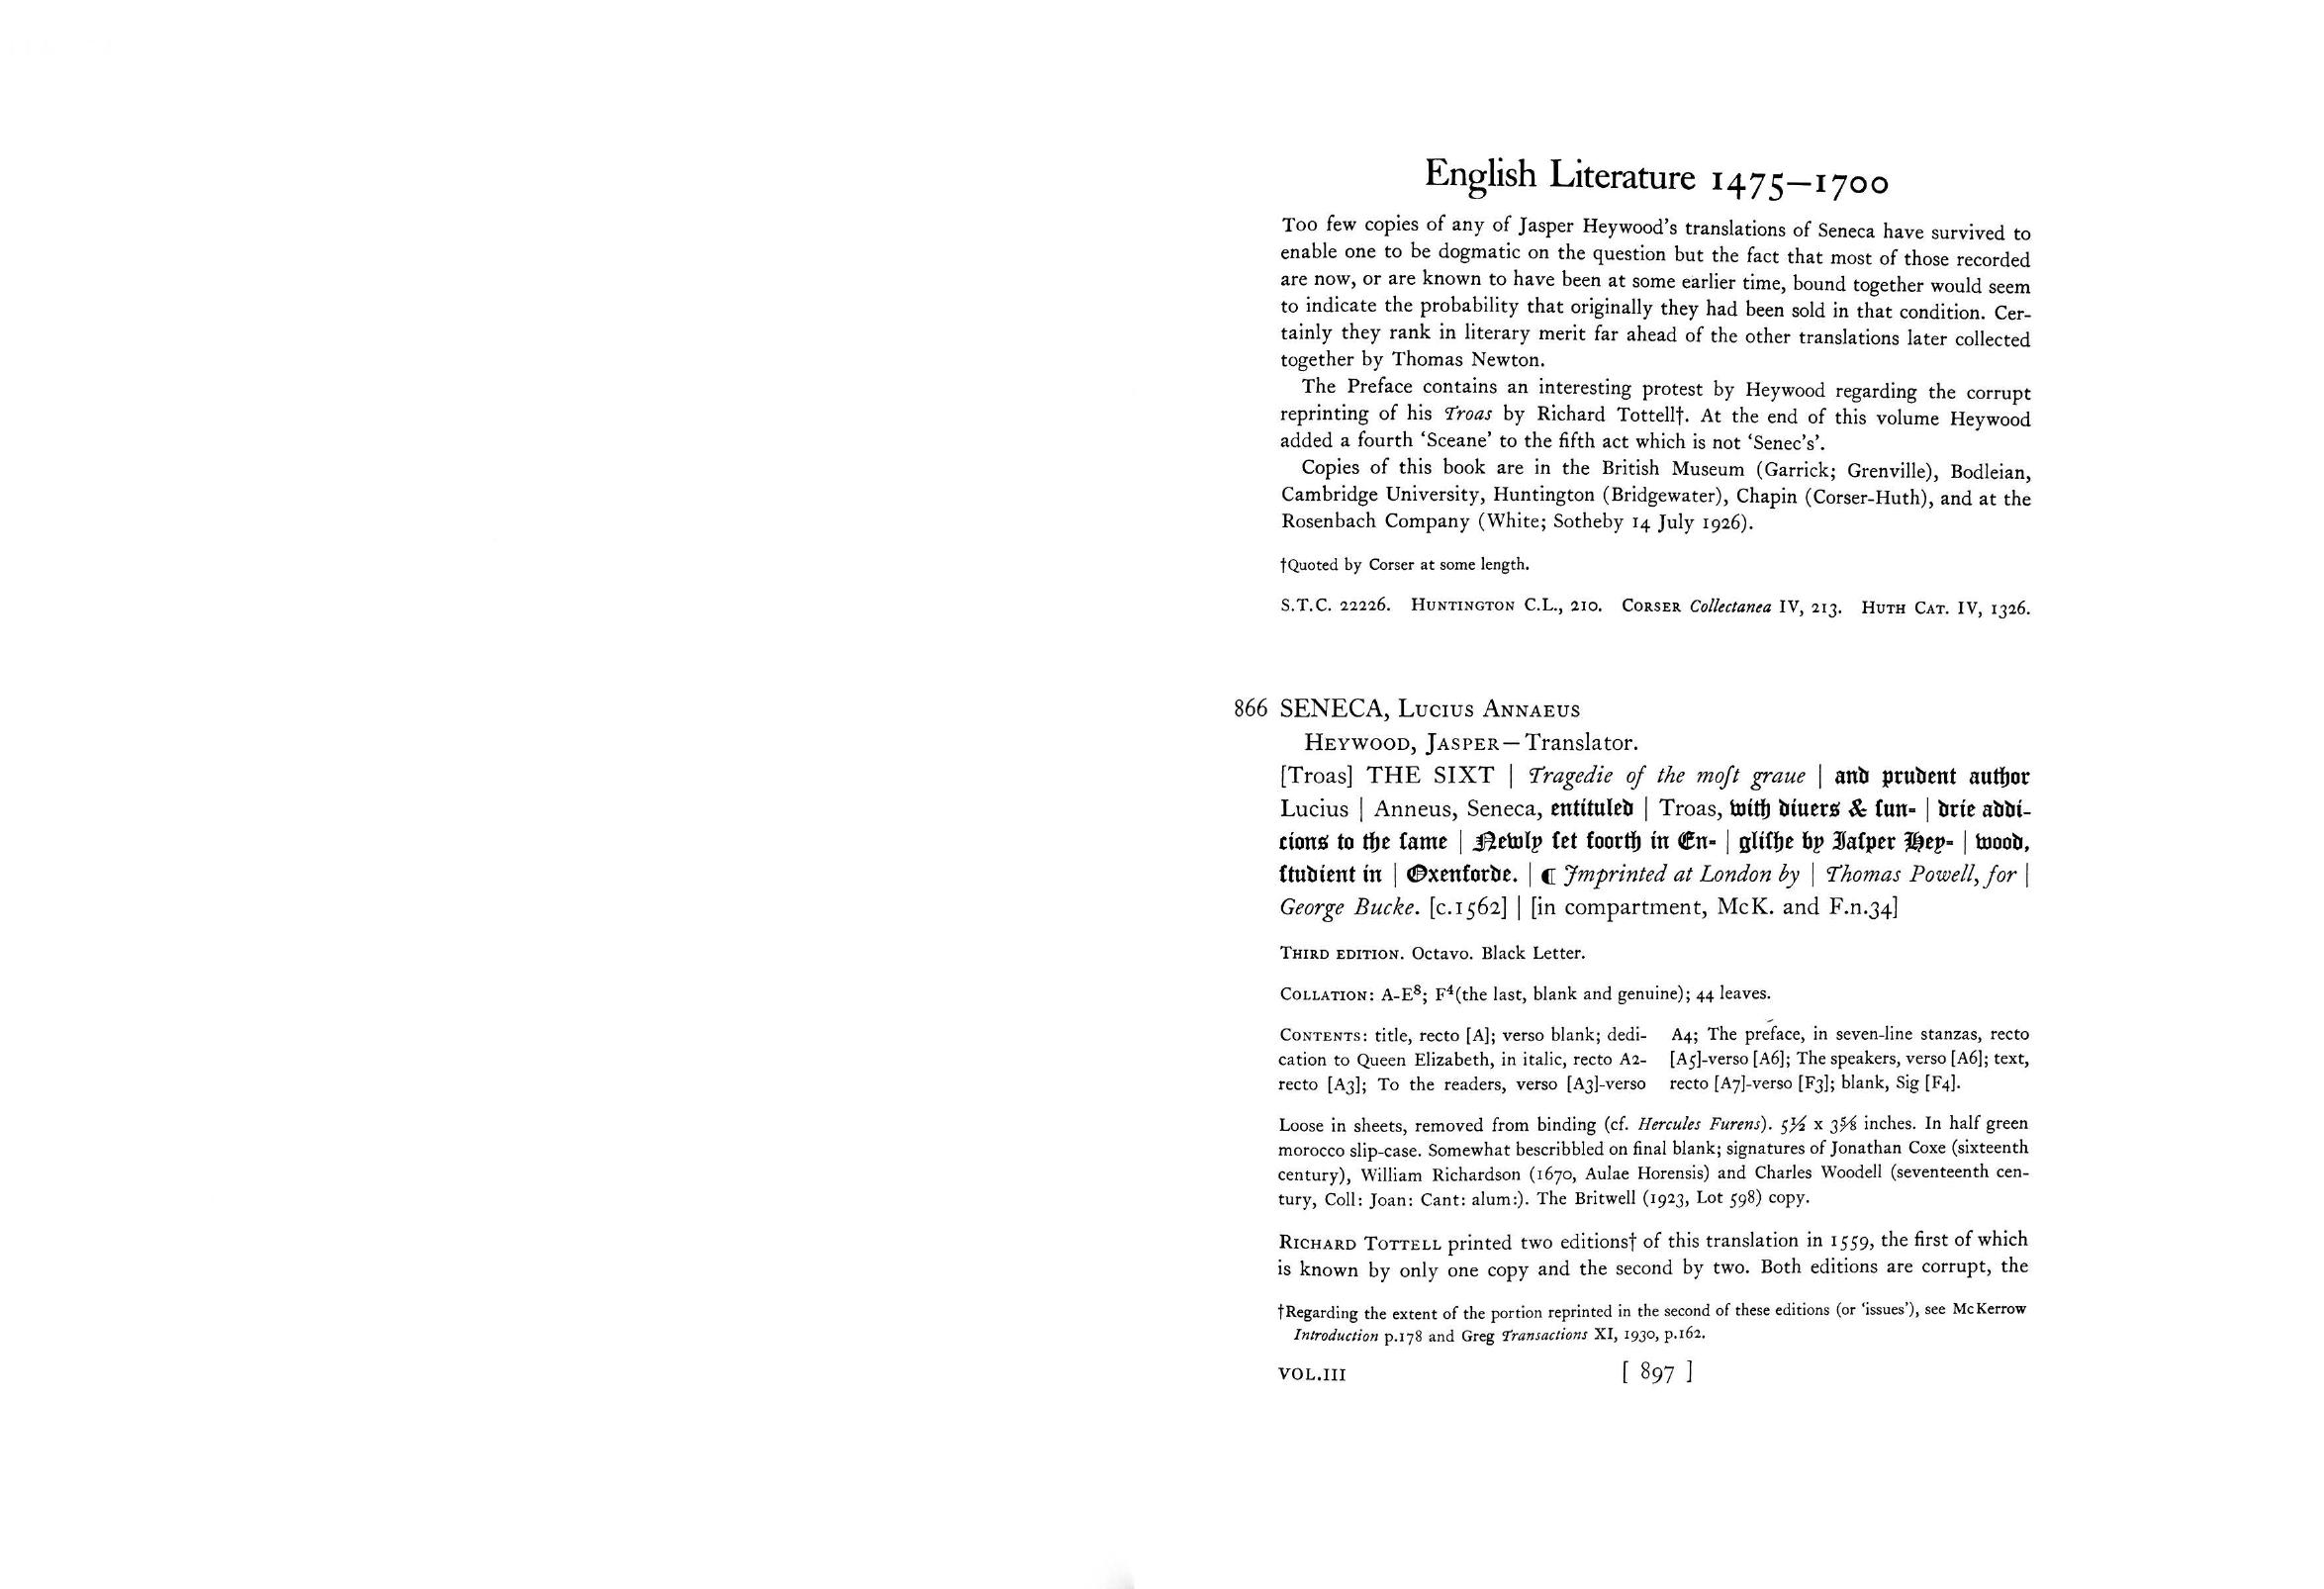 English Literature 1475–1700
Too few copies of any of Jasper Heywood's translations of Seneca have survived to
enable one to be dogmatic on the question but the fact that most of those recorded
are now, or are known to have been at some earlier time, bound together would seem
to indicate the probability that originally they had been sold in that condition. Cer-
tainly they rank in literary merit far ahead of the other translations later collected
together by Thomas Newton.
The Preface contains an interesting protest by Heywood regarding the corrupt
reprinting of his Troas by Richard Tottell†. At the end of this volume Heywood
added a fourth 'Sceane' to the fifth act which is not 'Senec's'.
Copies of this book are in the British Museum (Garrick; Grenville), Bodleian,
Cambridge University, Huntington (Bridgewater), Chapin (Corser-Huth), and at the
Rosenbach Company (White; Sotheby 14 July 1926).
†Quoted by Corser at some length.
S.T.C. 22226. Huntington C.L., 210. Corser Collectanea IV, 213. Huth Cat. IV, 1326.
866 SENECA, Lucius Annaeus
Heywood, Jasper—Translator.
[Troas] THE SIXT | Tragedie of the moſt graue | and prudent author
Lucius | Anneus, Seneca, entituled | Troas, with diuers & ſun- | drie addi-
cions to the ſame | Newly ſet foorth in En- | gliſhe by Jaſper Hey- | wood,
ſtudient in | Oxenforde. | ⁋ Imprinted at London by | Thomas Powell, for |
George Bucke. [c.1562] | [in compartment, McK. and F.n.34]
Third edition. Octavo. Black Letter.
Collation: A-E⁸; F⁴(the last, blank and genuine); 44 leaves.
Contents: title, recto [A]; verso blank; dedi-
cation to Queen Elizabeth, in italic, recto A2-
recto [A3]; To the readers, verso [A3]-verso
A4; The preface, in seven-line stanzas, recto
[A5]-verso [A6]; The speakers, verso [A6]; text,
recto [A7]-verso [F3]; blank, Sig [F4].
Loose in sheets, removed from binding (cf. Hercules Furens). 5½ x 3⅝ inches. In half green
morocco slip-case. Somewhat bescribbled on final blank; signatures of Jonathan Coxe (sixteenth
century), William Richardson (1670, Aulae Horensis) and Charles Woodell (seventeenth cen-
tury, Coll: Joan: Cant: alum:). The Britwell (1923, Lot 598) copy.
Richard Tottell printed two editions† of this translation in 1559, the first of which
is known by only one copy and the second by two. Both editions are corrupt, the
†Regarding the extent of the portion reprinted in the second of these editions (or 'issues'), see McKerrow
Introduction p.178 and Greg Transactions XI, 1930, p.162.
VOL.III [ 897 ]